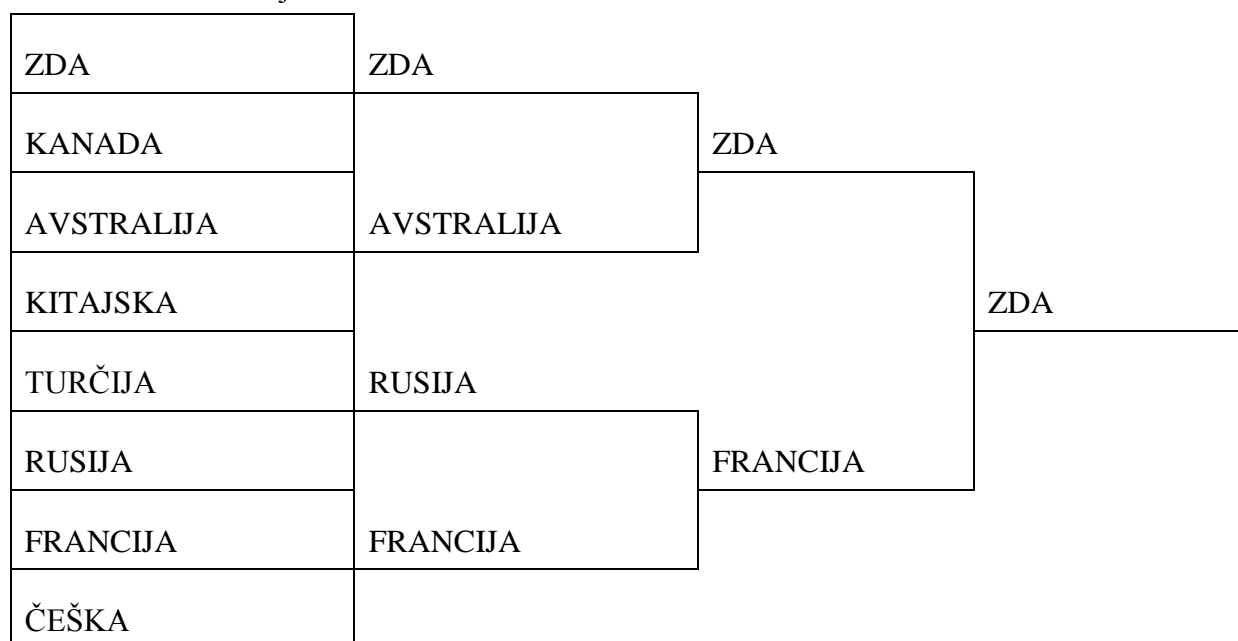 ZDA ZDA
KANADA ZDA
AVSTRALIJA AVSTRALIJA
KITAJSKA ZDA
TURČIJA RUSIJA
RUSIJA FRANCIJA
FRANCIJA FRANCIJA
ČEŠKA